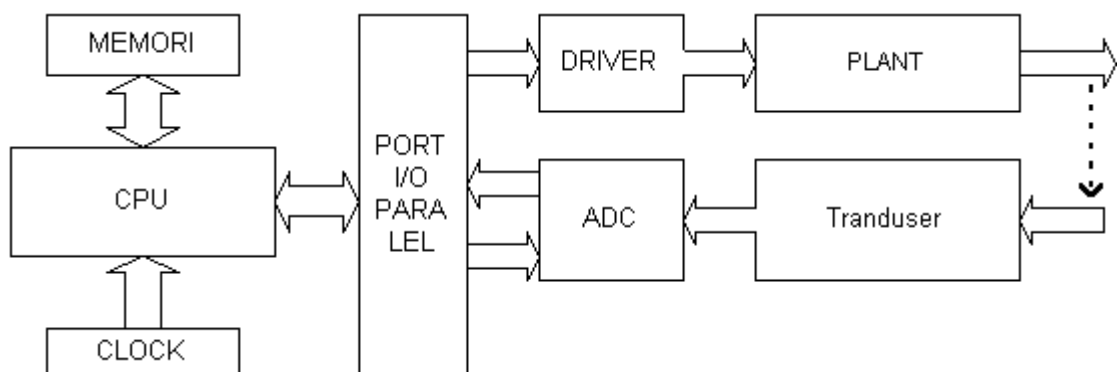 MEMORI
DRIVER
PLANT
CPU
PORT
I/O
PARA
LEL
ADC
Tranduser
CLOCK